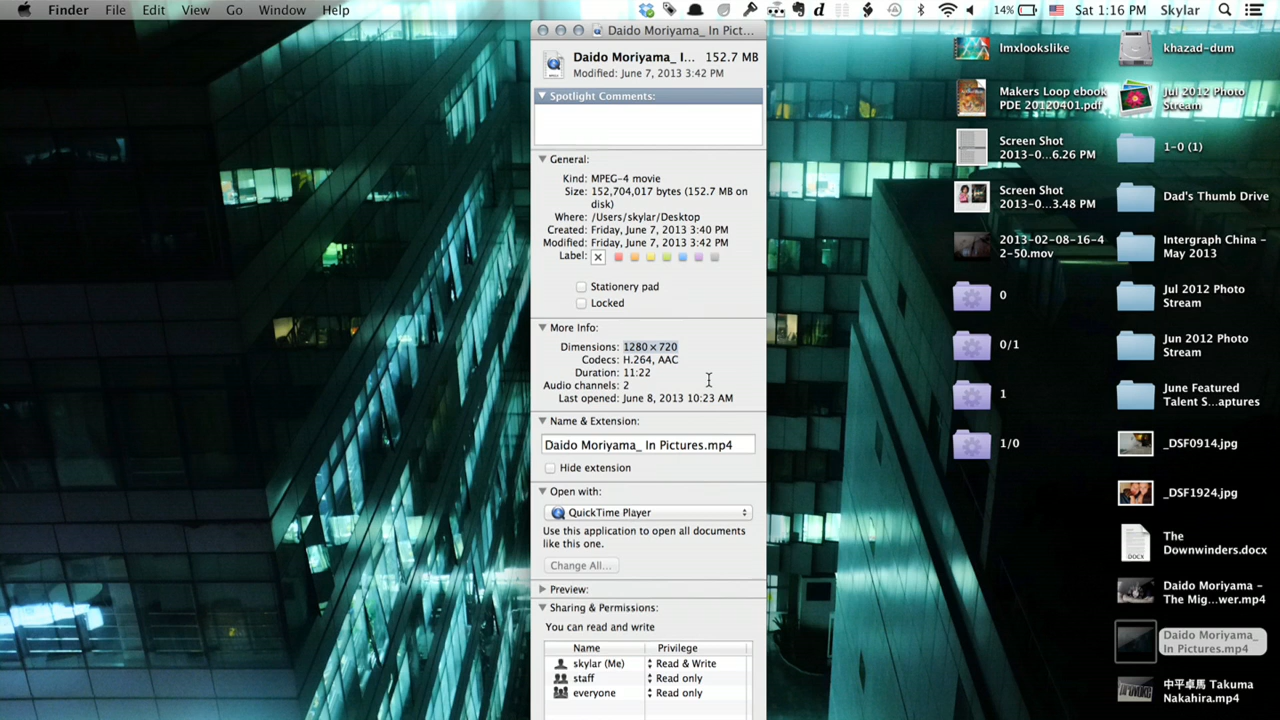 Finder File Edit View Go Window Help 14% Sat 1:16 PM Skylar
Daido Moriyama_ In Pict...
Daido Moriyama_ I... 152.7 MB
Modified: June 7, 2013 3:42 PM
Spotlight Comments:
General:
Kind: MPEG-4 movie
Size: 152,704,017 bytes (152.7 MB on
disk)
Where: /Users/skylar/Desktop
Created: Friday, June 7, 2013 3:40 PM
Modified: Friday, June 7, 2013 3:42 PM
Label:
Stationery pad
Locked
More Info:
Dimensions: 1280 × 720
Codecs: H.264, AAC
Duration: 11:22
Audio channels: 2
Last opened: June 8, 2013 10:23 AM
Name & Extension:
Daido Moriyama_ In Pictures.mp4
Hide extension
Open with:
QuickTime Player
Use this application to open all documents
like this one.
Change All...
Preview:
Sharing & Permissions:
You can read and write
Name Privilege
skylar (Me) Read & Write
staff Read only
everyone Read only
lmxlookslike
Makers Loop ebook
PDE 20120401.pdf
Screen Shot
2013-0...6.26 PM
Screen Shot
2013-0...3.48 PM
2013-02-08-16-4
2-50.mov
0
0/1
1
1/0
khazad-dum
Jul 2012 Photo
Stream
1-0 (1)
Dad's Thumb Drive
Intergraph China -
May 2013
Jul 2012 Photo
Stream
Jun 2012 Photo
Stream
June Featured
Talent S...aptures
_DSF0914.jpg
_DSF1924.jpg
The
Downwinders.docx
Daido Moriyama -
The Mig...wer.mp4
Daido Moriyama_
In Pictures.mp4
中平卓馬 Takuma
Nakahira.mp4